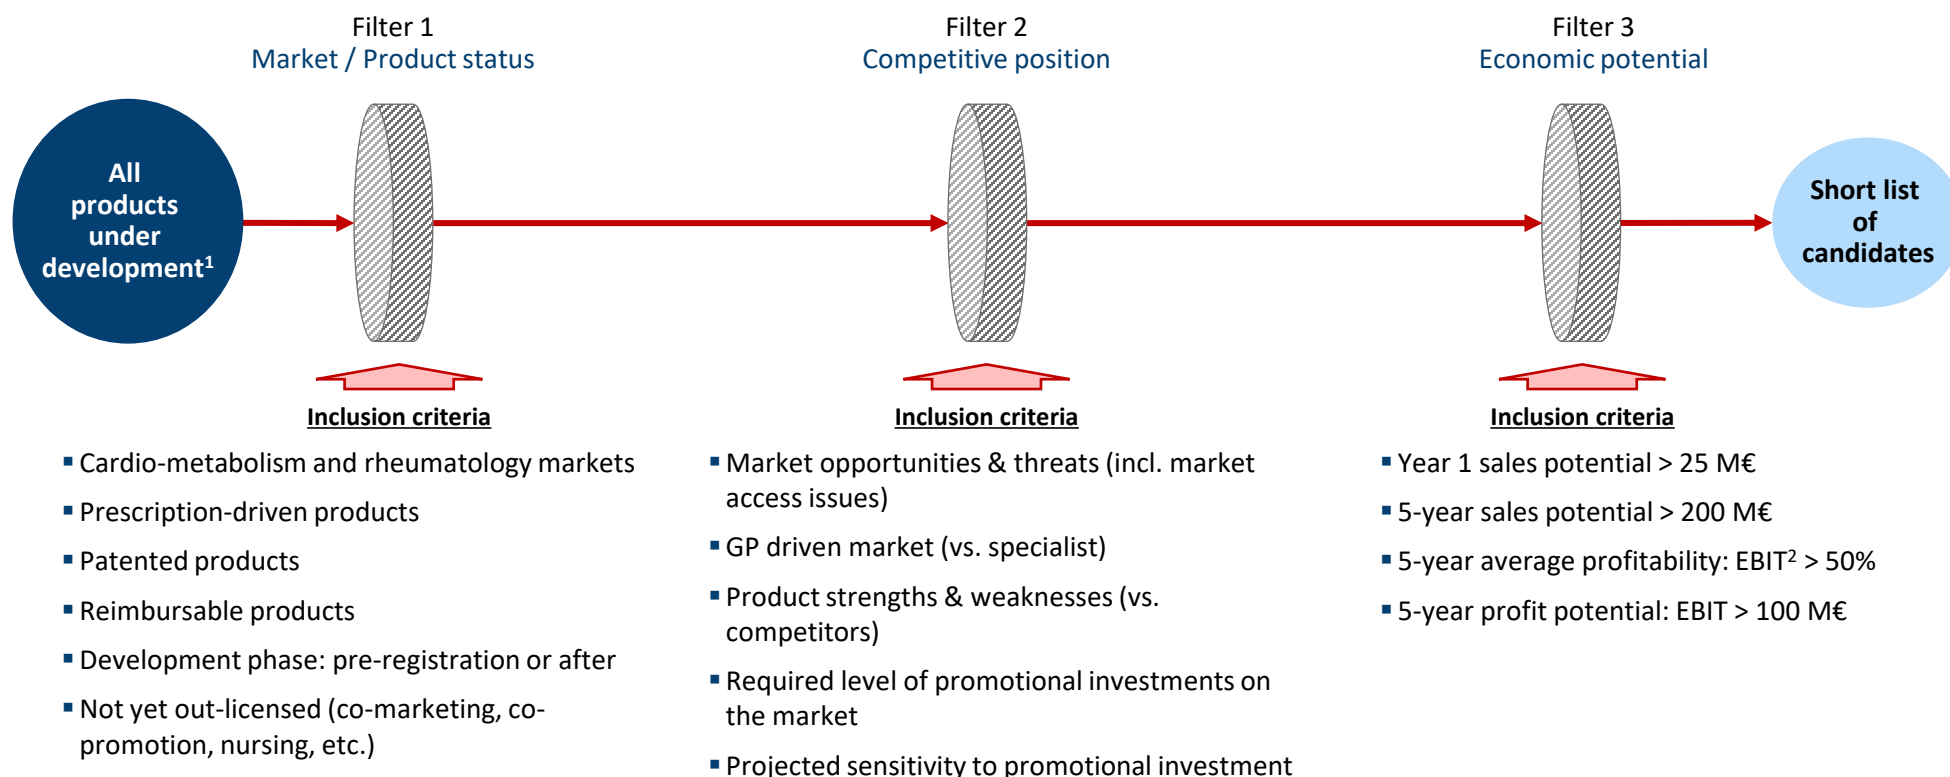 Filter 1
Market / Product status
Filter 2
Competitive position
Filter 3
Economic potential
All
products
under
development¹
Short list
of
candidates
Inclusion criteria
▪ Cardio-metabolism and rheumatology markets
▪ Prescription-driven products
▪ Patented products
▪ Reimbursable products
▪ Development phase: pre-registration or after
▪ Not yet out-licensed (co-marketing, co-
promotion, nursing, etc.)
Inclusion criteria
▪ Market opportunities & threats (incl. market
access issues)
▪ GP driven market (vs. specialist)
▪ Product strengths & weaknesses (vs.
competitors)
▪ Required level of promotional investments on
the market
▪ Projected sensitivity to promotional investment
Inclusion criteria
▪ Year 1 sales potential > 25 M€
▪ 5-year sales potential > 200 M€
▪ 5-year average profitability: EBIT² > 50%
▪ 5-year profit potential: EBIT > 100 M€